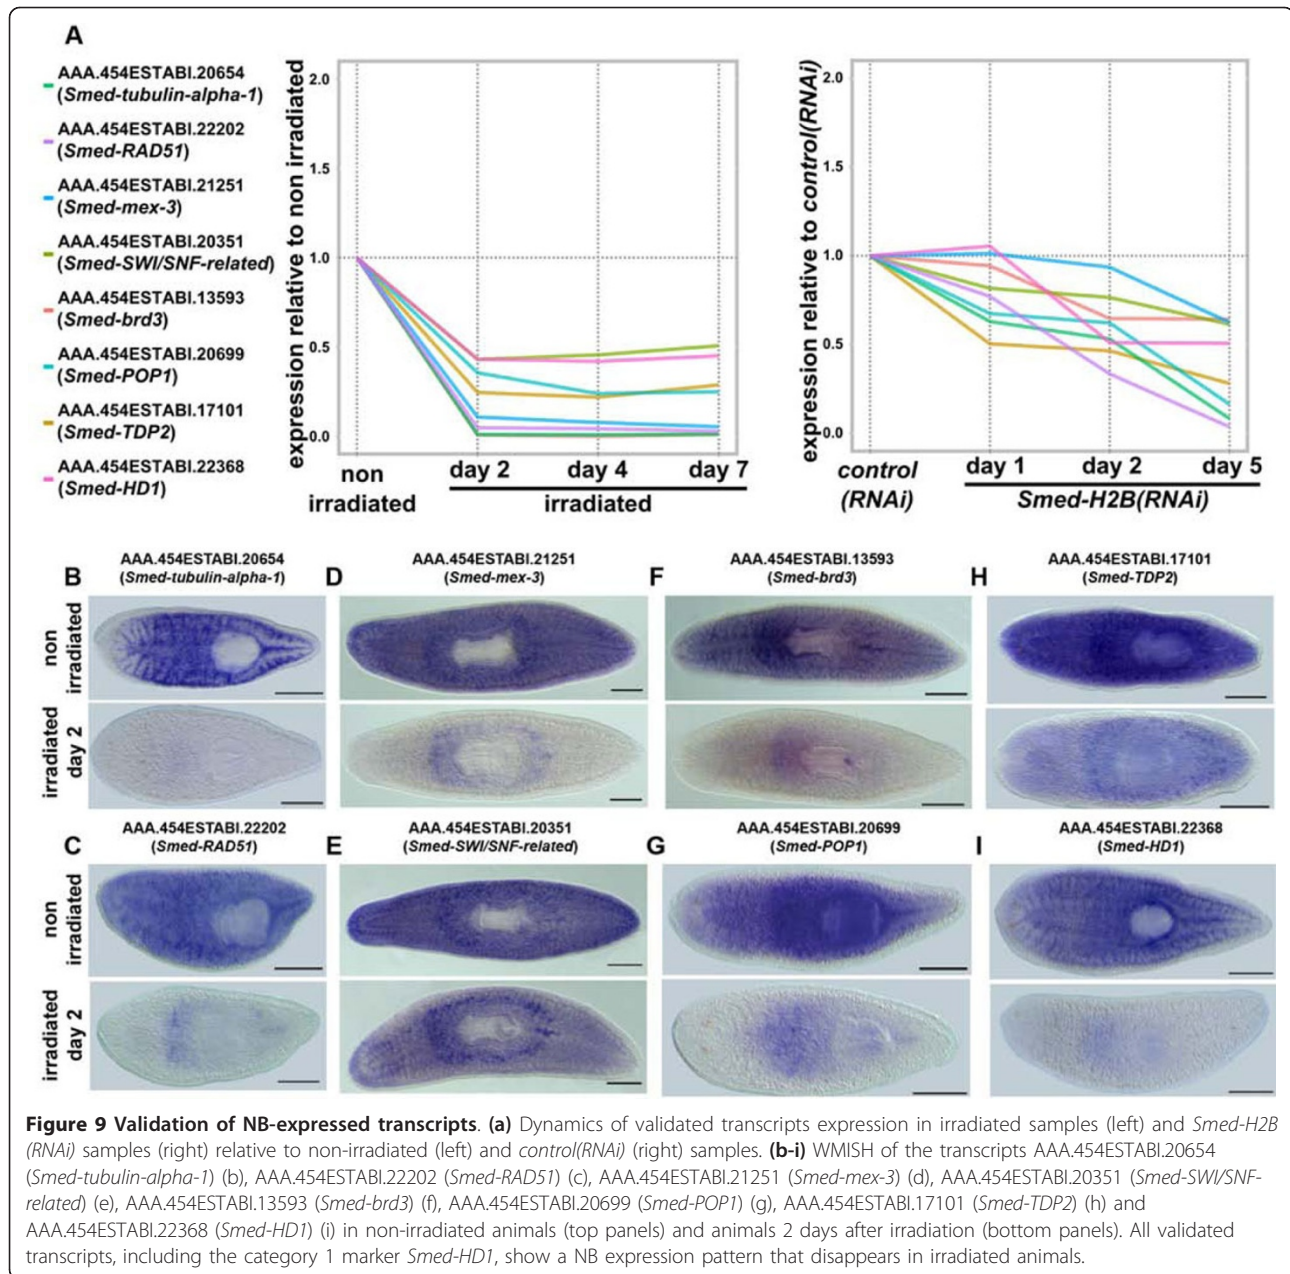 A
AAA.454ESTABI.20654
(Smed-tubulin-alpha-1)
AAA.454ESTABI.22202
(Smed-RAD51)
AAA.454ESTABI.21251
(Smed-mex-3)
AAA.454ESTABI.20351
(Smed-SWI/SNF-related)
AAA.454ESTABI.13593
(Smed-brd3)
AAA.454ESTABI.20699
(Smed-POP1)
AAA.454ESTABI.17101
(Smed-TDP2)
AAA.454ESTABI.22368
(Smed-HD1)
expression relative to non irradiated
2.0
1.5
1.0
0.5
0.0
non
irradiated
day 2
day 4
day 7
irradiated
expression relative to control(RNAi)
2.0
1.5
1.0
0.5
0.0
control
(RNAi)
day 1
day 2
day 5
Smed-H2B(RNAi)
B
AAA.454ESTABI.20654
(Smed-tubulin-alpha-1)
D
AAA.454ESTABI.21251
(Smed-mex-3)
F
AAA.454ESTABI.13593
(Smed-brd3)
H
AAA.454ESTABI.17101
(Smed-TDP2)
non
irradiated
irradiated
day 2
C
AAA.454ESTABI.22202
(Smed-RAD51)
E
AAA.454ESTABI.20351
(Smed-SWI/SNF-related)
G
AAA.454ESTABI.20699
(Smed-POP1)
I
AAA.454ESTABI.22368
(Smed-HD1)
non
irradiated
irradiated
day 2
Figure 9 Validation of NB-expressed transcripts. (a) Dynamics of validated transcripts expression in irradiated samples (left) and Smed-H2B
(RNAi) samples (right) relative to non-irradiated (left) and control(RNAi) (right) samples. (b-i) WMISH of the transcripts AAA.454ESTABI.20654
(Smed-tubulin-alpha-1) (b), AAA.454ESTABI.22202 (Smed-RAD51) (c), AAA.454ESTABI.21251 (Smed-mex-3) (d), AAA.454ESTABI.20351 (Smed-SWI/SNF-
related) (e), AAA.454ESTABI.13593 (Smed-brd3) (f), AAA.454ESTABI.20699 (Smed-POP1) (g), AAA.454ESTABI.17101 (Smed-TDP2) (h) and
AAA.454ESTABI.22368 (Smed-HD1) (i) in non-irradiated animals (top panels) and animals 2 days after irradiation (bottom panels). All validated
transcripts, including the category 1 marker Smed-HD1, show a NB expression pattern that disappears in irradiated animals.